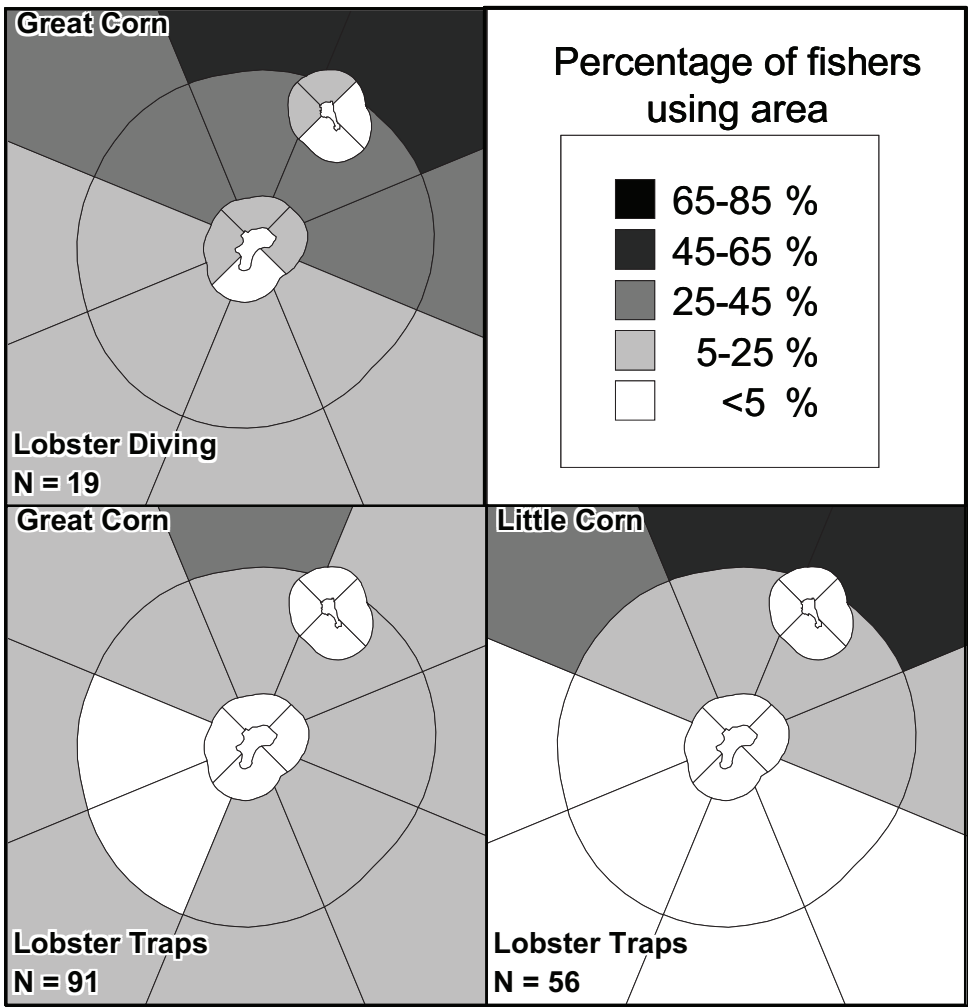 Great Corn
Lobster Diving
N = 19
Percentage of fishers
using area
65-85 %
45-65 %
25-45 %
5-25 %
<5 %
Great Corn
Lobster Traps
N = 91
Little Corn
Lobster Traps
N = 56